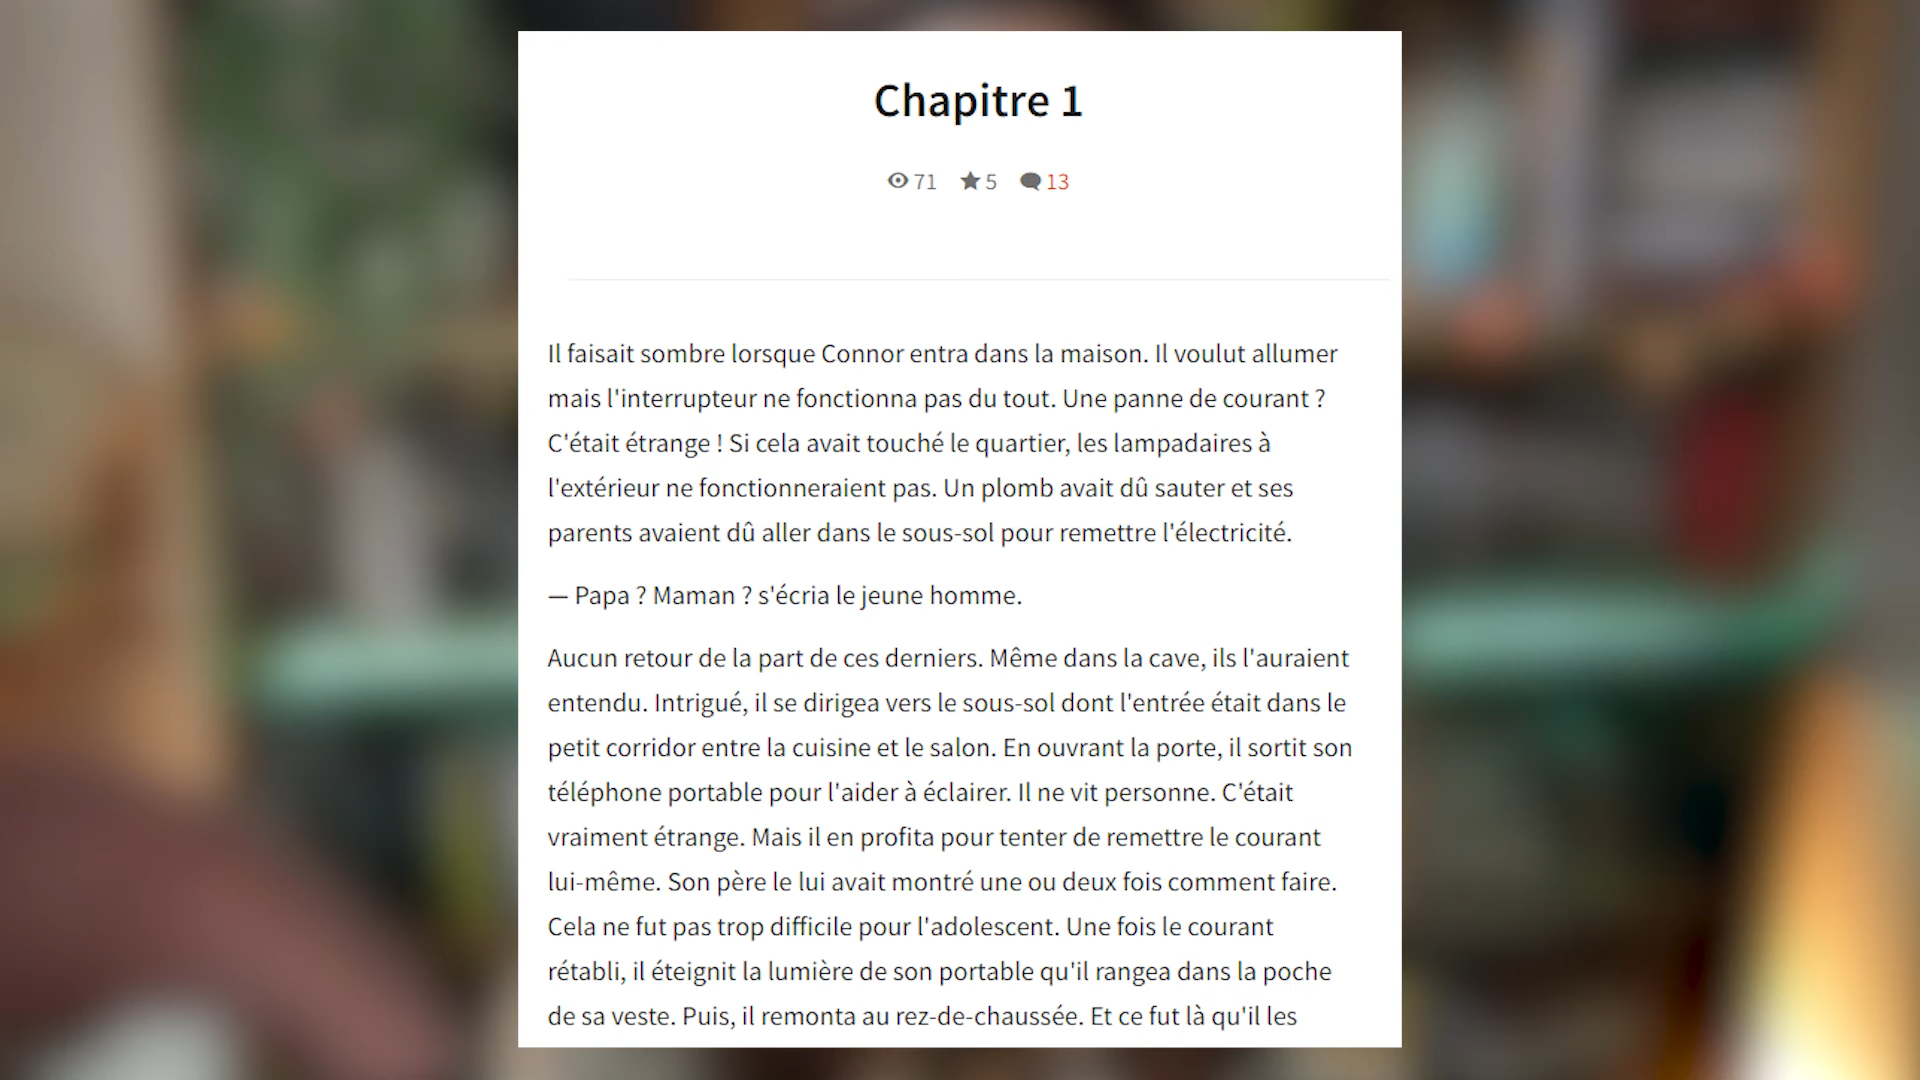 Chapitre 1
71 5 13
Il faisait sombre lorsque Connor entra dans la maison. Il voulut allumer
mais l'interrupteur ne fonctionna pas du tout. Une panne de courant ?
C'était étrange ! Si cela avait touché le quartier, les lampadaires à
l'extérieur ne fonctionneraient pas. Un plomb avait dû sauter et ses
parents avaient dû aller dans le sous-sol pour remettre l'électricité.
— Papa ? Maman ? s'écria le jeune homme.
Aucun retour de la part de ces derniers. Même dans la cave, ils l'auraient
entendu. Intrigué, il se dirigea vers le sous-sol dont l'entrée était dans le
petit corridor entre la cuisine et le salon. En ouvrant la porte, il sortit son
téléphone portable pour l'aider à éclairer. Il ne vit personne. C'était
vraiment étrange. Mais il en profita pour tenter de remettre le courant
lui-même. Son père le lui avait montré une ou deux fois comment faire.
Cela ne fut pas trop difficile pour l'adolescent. Une fois le courant
rétabli, il éteignit la lumière de son portable qu'il rangea dans la poche
de sa veste. Puis, il remonta au rez-de-chaussée. Et ce fut là qu'il les